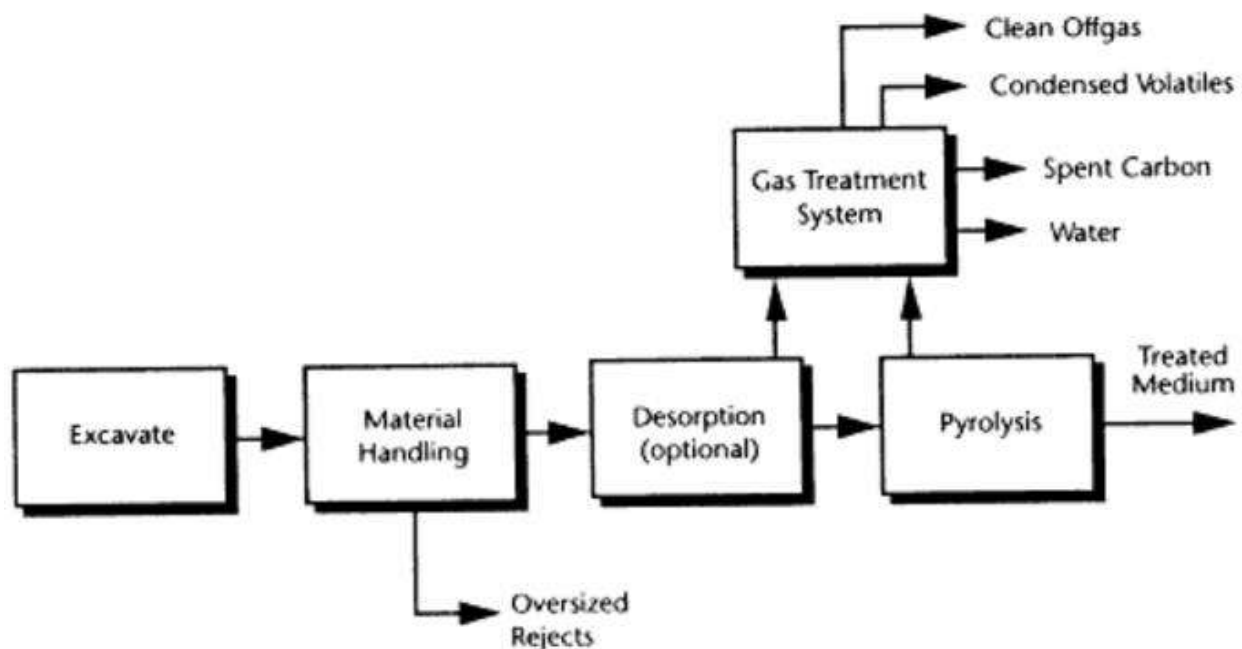 Clean Offgas
Condensed Volatiles
Gas Treatment
System
Spent Carbon
Water
Excavate
Material
Handling
Desorption
(optional)
Pyrolysis
Treated
Medium
Oversized
Rejects